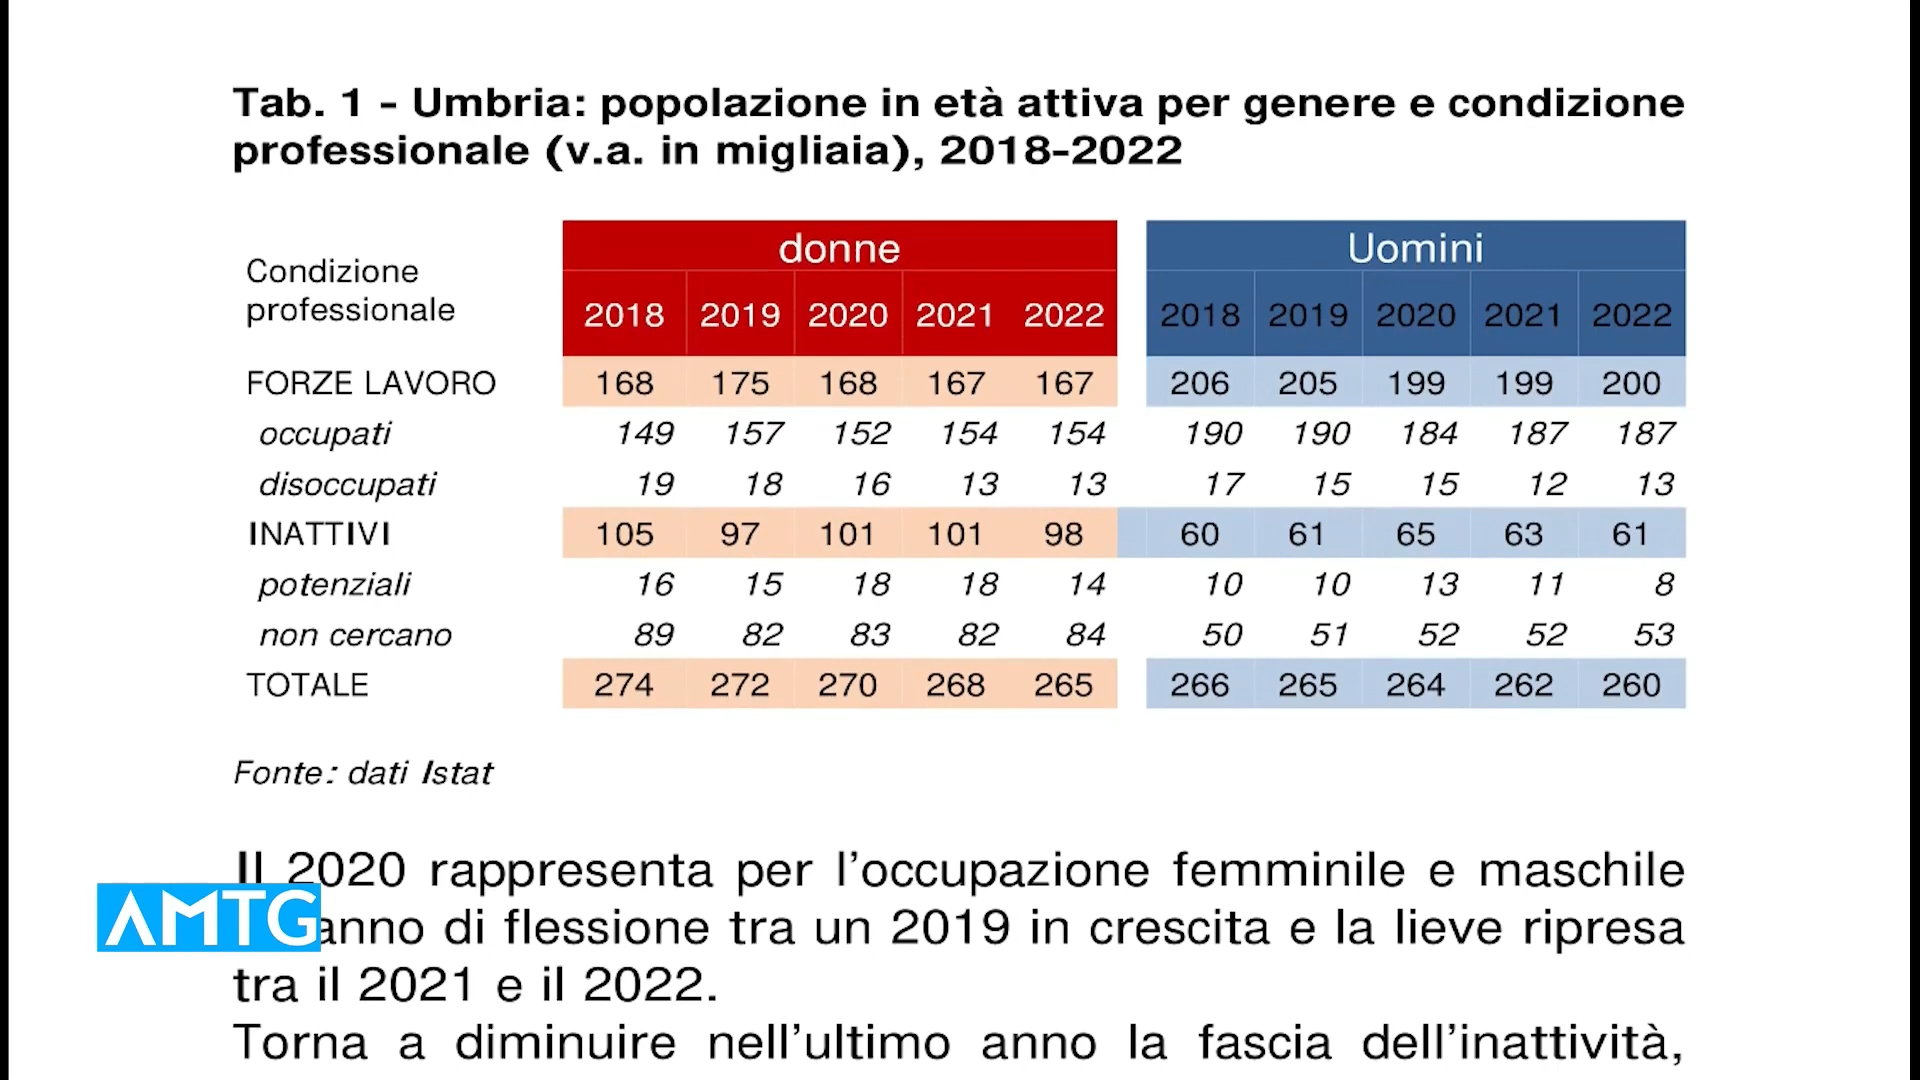 Tab. 1 - Umbria: popolazione in età attiva per genere e condizione
professionale (v.a. in migliaia), 2018-2022
donne Uomini
Condizione
professionale
2018 2019 2020 2021 2022 2018 2019 2020 2021 2022
FORZE LAVORO 168 175 168 167 167 206 205 199 199 200
occupati 149 157 152 154 154 190 190 184 187 187
disoccupati 19 18 16 13 13 17 15 15 12 13
INATTIVI 105 97 101 101 98 60 61 65 63 61
potenziali 16 15 18 18 14 10 10 13 11 8
non cercano 89 82 83 82 84 50 51 52 52 53
TOTALE 274 272 270 268 265 266 265 264 262 260
Fonte: dati Istat
Il 2020 rappresenta per l'occupazione femminile e maschile
AMTG
anno di flessione tra un 2019 in crescita e la lieve ripresa
tra il 2021 e il 2022.
Torna a diminuire nell'ultimo anno la fascia dell'inattività,